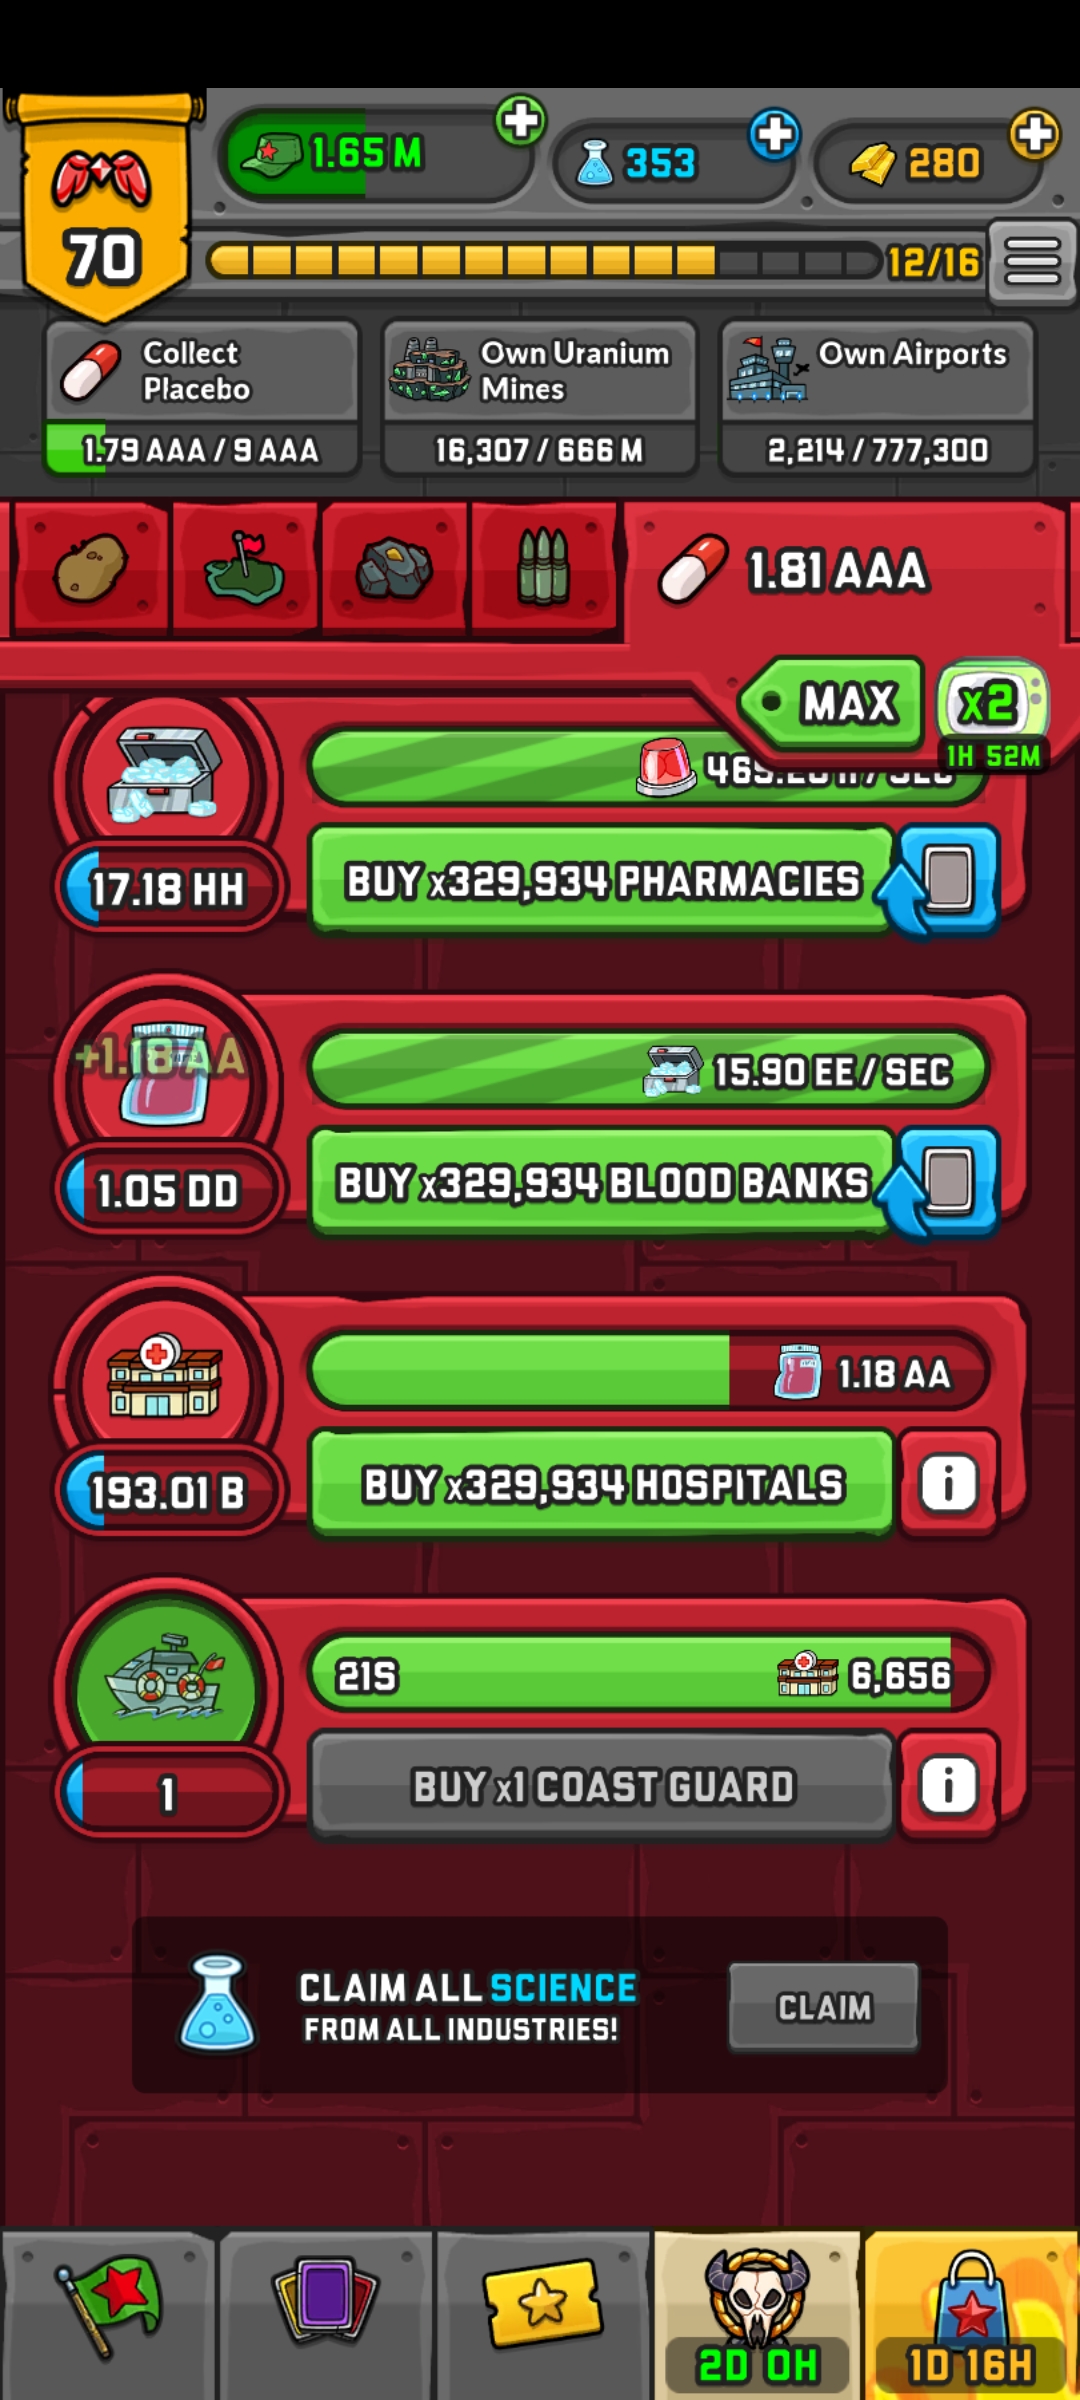 70
1.65 M
353
280
12/16
Collect
Placebo
1.79 AAA / 9 AAA
Own Uranium
Mines
16,307 / 666 M
Own Airports
2,214 / 777,300
1.81 AAA
MAX
x2
1H 52M
17.18 HH
BUY x329,934 PHARMACIES
+1.18 AA
15.90 EE / SEC
1.05 DD
BUY x329,934 BLOOD BANKS
1.18 AA
193.01 B
BUY x329,934 HOSPITALS
i
21S
6,656
1
BUY x1 COAST GUARD
i
CLAIM ALL SCIENCE
FROM ALL INDUSTRIES!
CLAIM
2D 0H
1D 16H